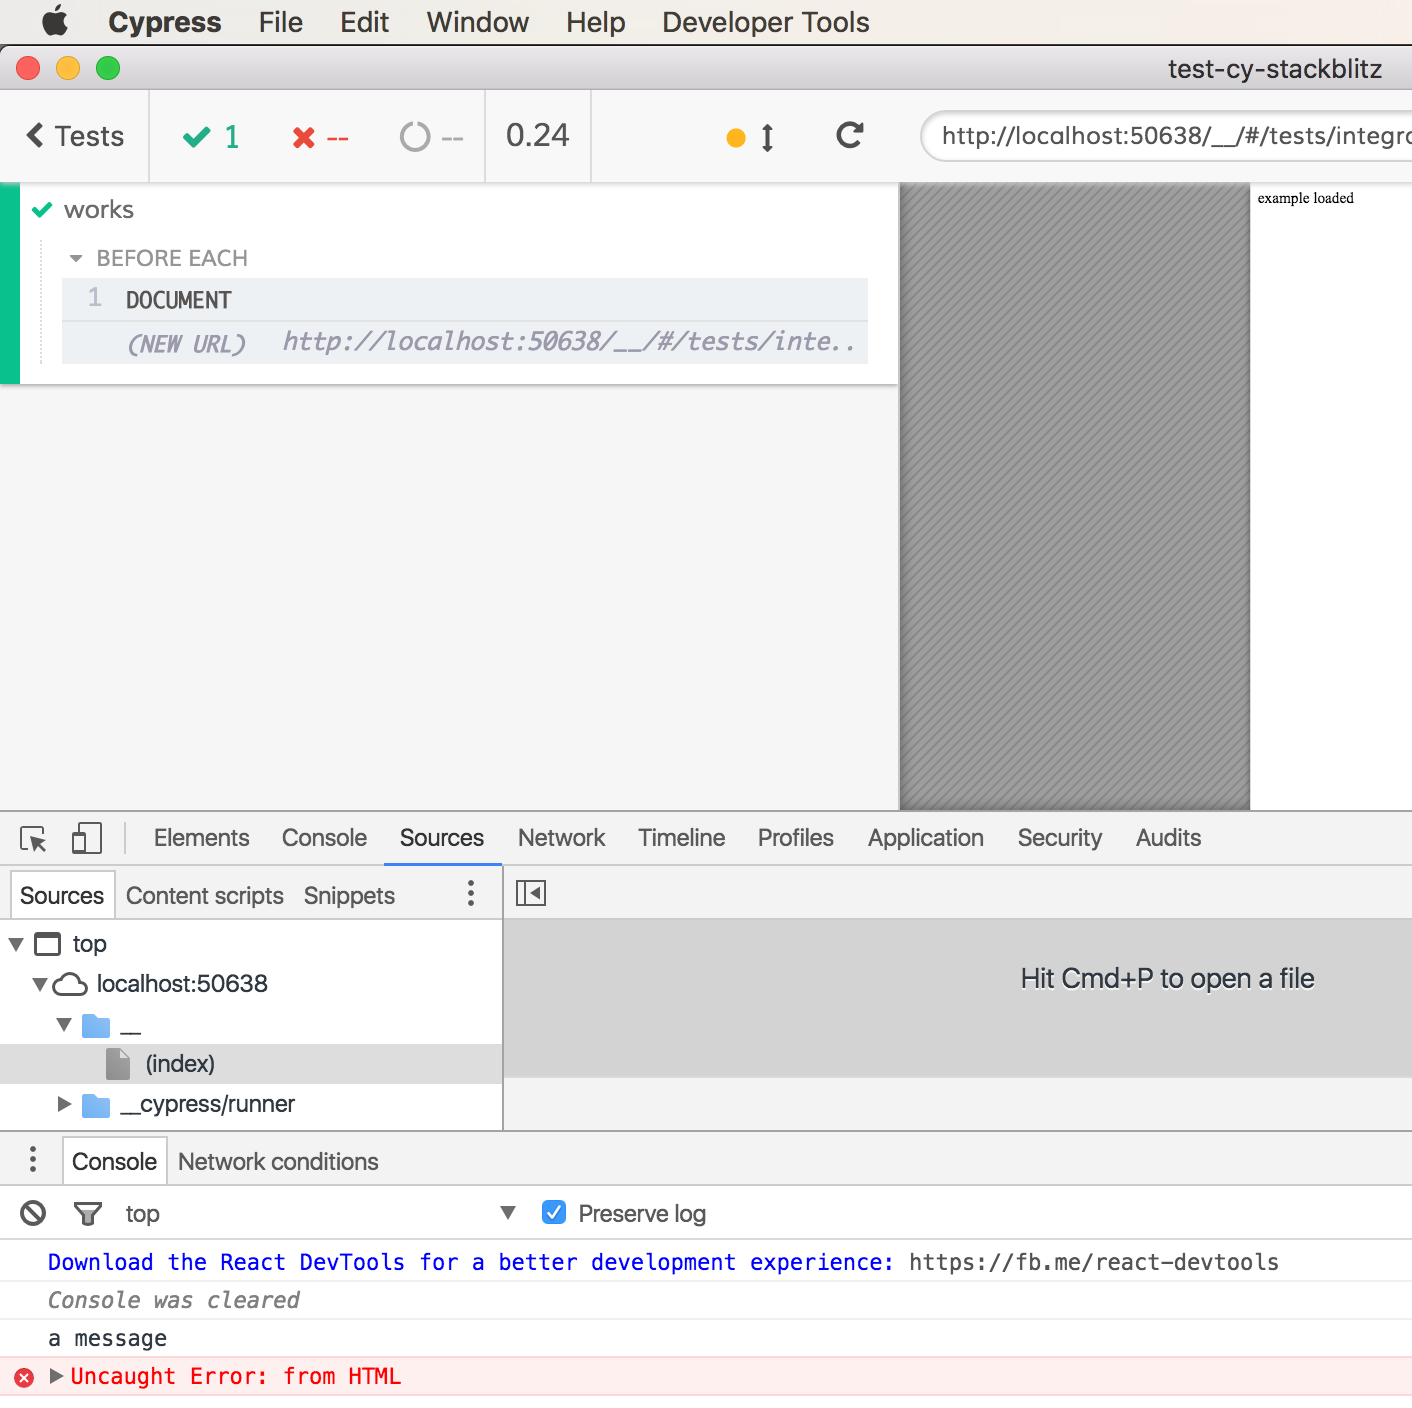 Cypress File Edit Window Help Developer Tools
test-cy-stackblitz
Tests 1 -- -- 0.24 http://localhost:50638/__/#/tests/integr
works
example loaded
BEFORE EACH
1 DOCUMENT
(NEW URL) http://localhost:50638/__/#/tests/inte..
Elements Console Sources Network Timeline Profiles Application Security Audits
Sources Content scripts Snippets
top
Hit Cmd+P to open a file
localhost:50638
__
(index)
__cypress/runner
Console Network conditions
top Preserve log
Download the React DevTools for a better development experience: https://fb.me/react-devtools
Console was cleared
a message
Uncaught Error: from HTML